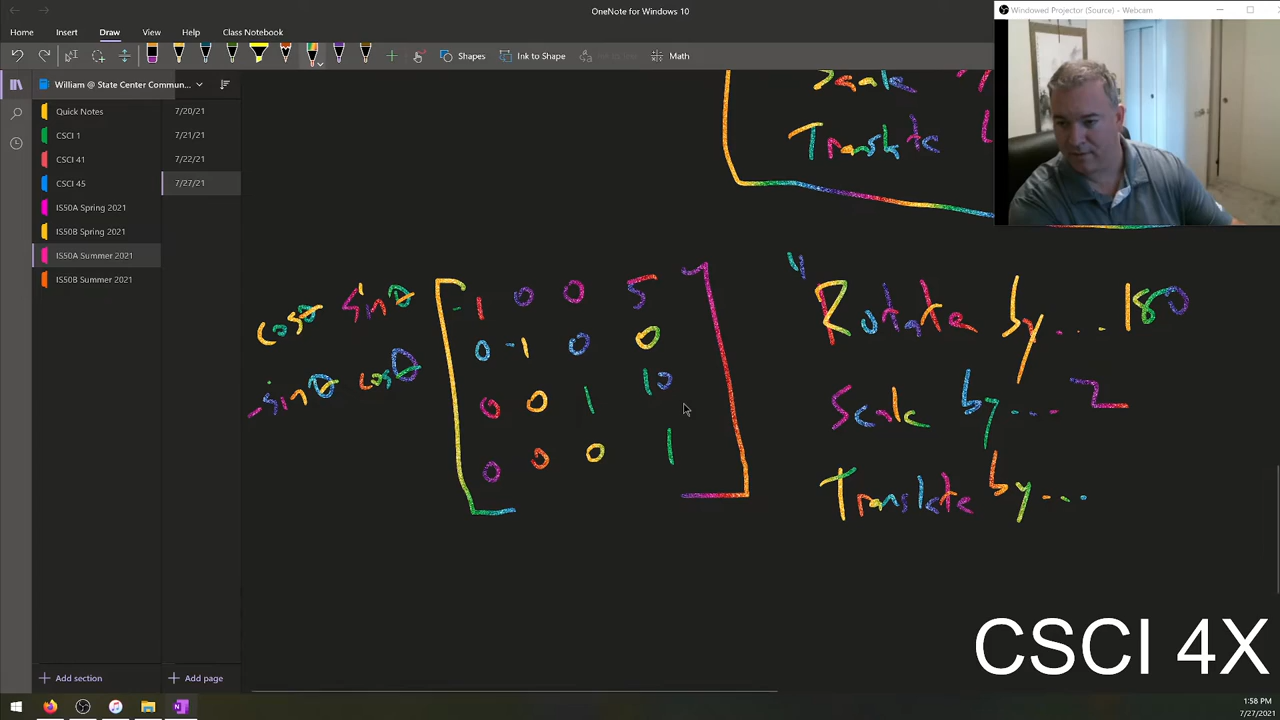 OneNote for Windows 10
Windowed Projector (Source) - Webcam
Home Insert Draw View Help Class Notebook
Shapes Ink to Shape Math
William @ State Center Commun...
Quick Notes
CSCI 1
CSCI 41
CSCI 45
IS50A Spring 2021
IS50B Spring 2021
IS50A Summer 2021
IS50B Summer 2021
7/20/21
7/21/21
7/22/21
7/27/21
Scale
Translate
cosθ sinθ
-sinθ cosθ
-1 0 0 5
0 -1 0 0
0 0 1 10
0 0 0 1
Rotate by... 180
Scale by... 2
Translate by...
CSCI 4X
Add section
Add page
1:58 PM
7/27/2021